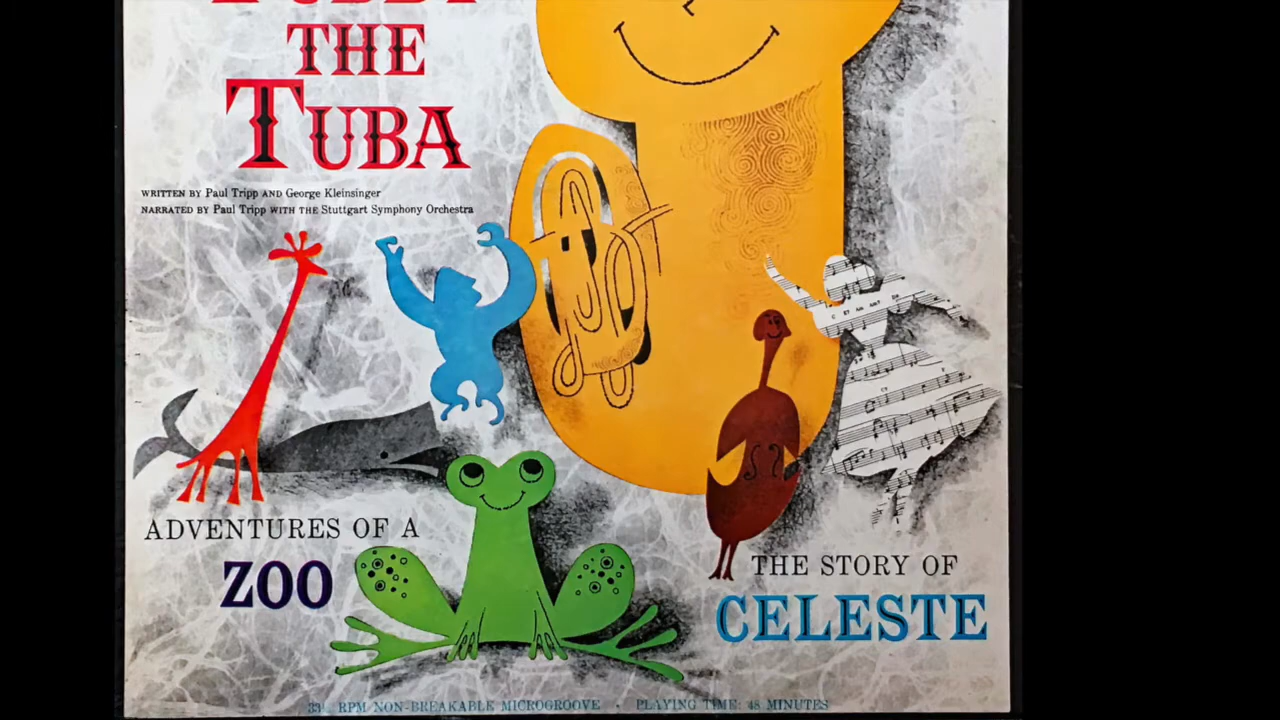 THE
TUBA
WRITTEN BY Paul Tripp AND George Kleinsinger
NARRATED BY Paul Tripp WITH THE Stuttgart Symphony Orchestra
ADVENTURES OF A
ZOO
THE STORY OF
CELESTE
RPM NON-BREAKABLE MICROGROOVE - PLAYING TIME: 48 MINUTES